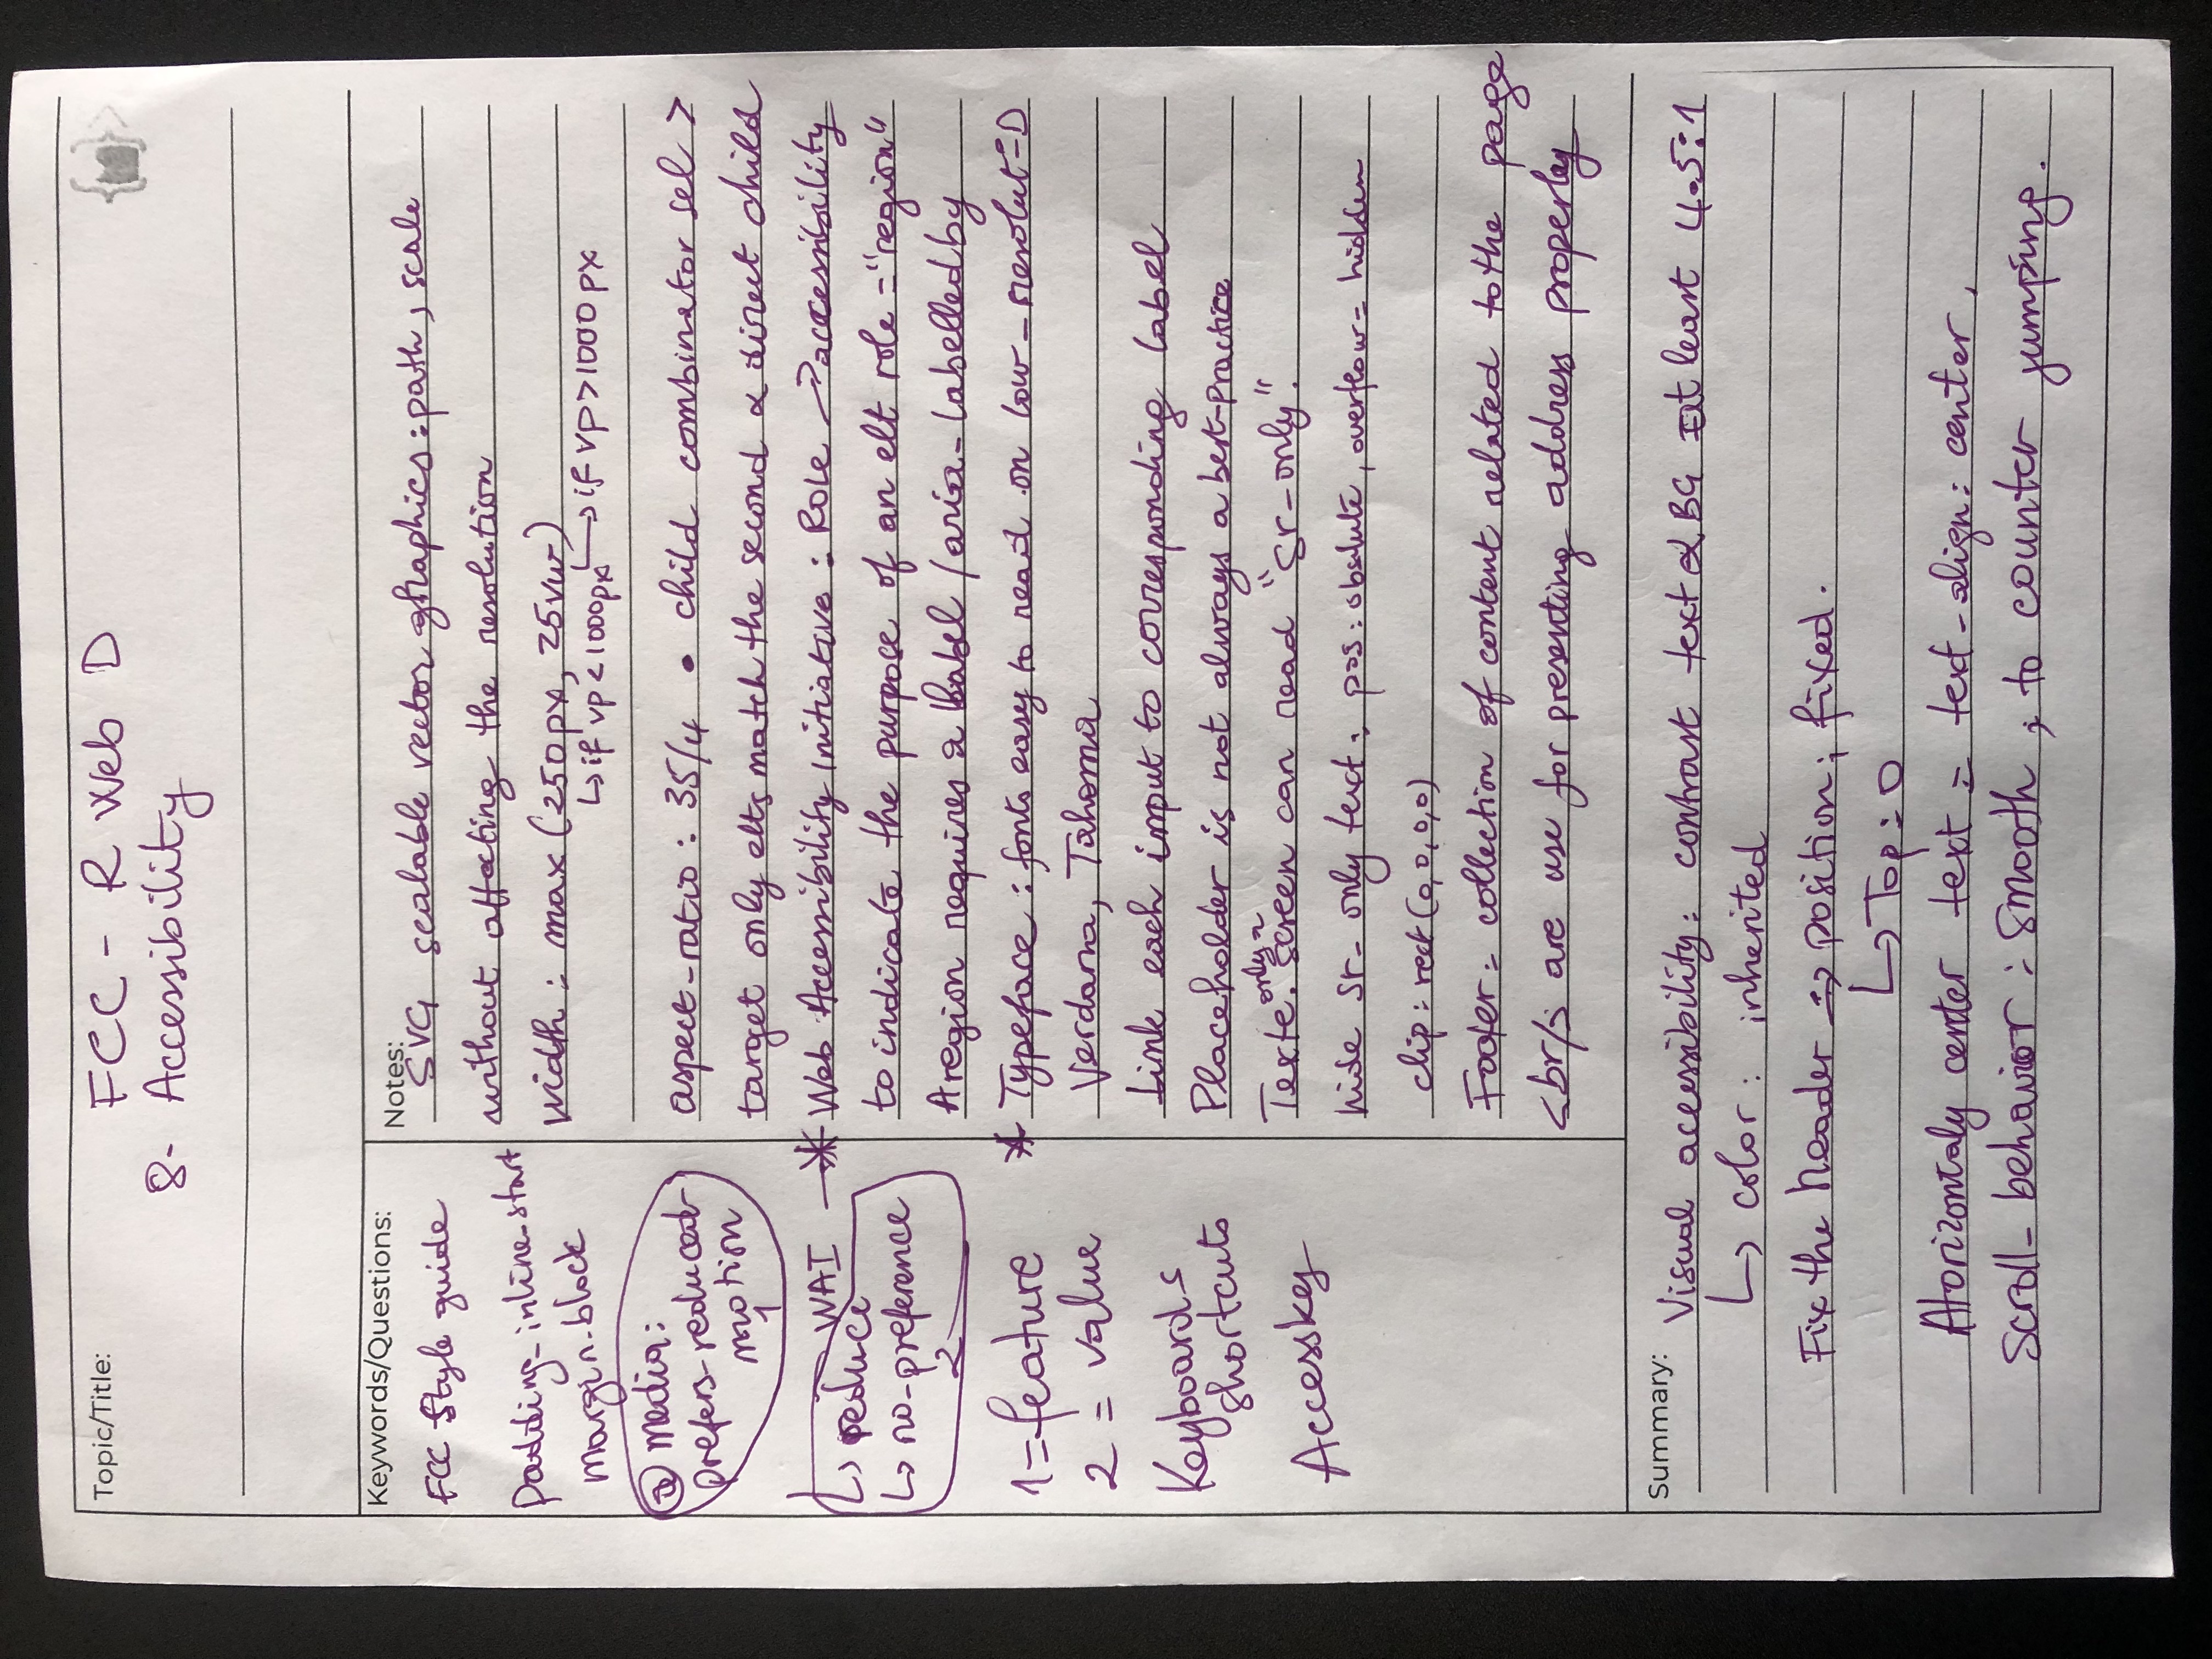 Topic/Title:
FCC - R Web D
8- Accessibility
Keywords/Questions:
FCC Style guide
Padding-inline-start
margin-block
@ media:
prefers-reduced-
motion
1
WAI
↳ reduce
↳ no-preference
2
1=feature
2 = value
Keyboards
shortcuts
Accesskey
Notes:
SVG scalable vector graphics: path, scale
without affecting the resolution
width: max (250px, 25vw)
↳ if vp < 1000px ↳ if vp > 1000px
aspect-ratio: 35/4 • child combinator sel >
target only elts match the second & direct child
* Web Accessibility Initiative: Role → accessibility
to indicate the purpose of an elt role = "region"
A region requires a label / aria-labelledby
* Typeface: fonts easy to read on low-resolut° D
Verdana, Tahoma
Link each input to corresponding label
Placeholder is not always a best-practice
Texte. only a screen can read "sr-only".
hide sr-only text: pos: absolute, overflow= hidden
clip: rect (0,0,0,0)
Footer: collection of content related to the page
<br/> are use for presenting address properly
Summary:
Visual acessibility: contrast text & BG at least 4.5:1
↳ color: inherited
Fix the header => position; fixed.
↳ Top: 0
Horizontaly center text = text-align: center,
Scroll-behavior: smooth; to counter jumping.